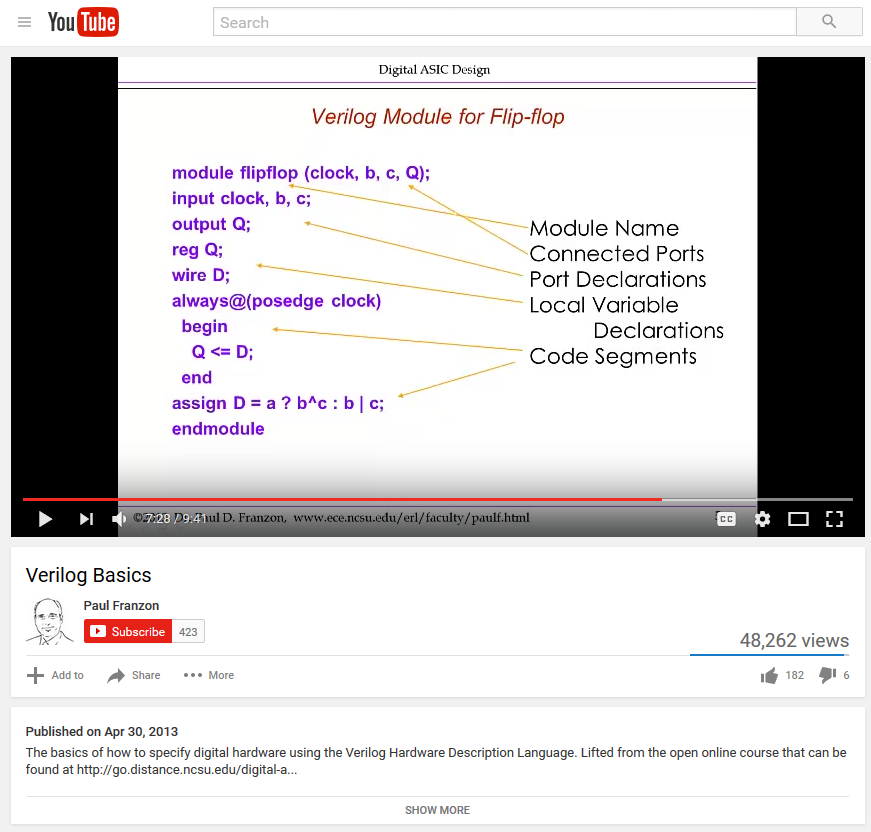 YouTube
Search
Digital ASIC Design
Verilog Module for Flip-flop
module flipflop (clock, b, c, Q);
input clock, b, c;
output Q;
reg Q;
wire D;
always@(posedge clock)
begin
Q <= D;
end
assign D = a ? b^c : b | c;
endmodule
Module Name
Connected Ports
Port Declarations
Local Variable
Declarations
Code Segments
7:28 / 9:41
Paul D. Franzon, www.ece.ncsu.edu/erl/faculty/paulf.html
CC
Verilog Basics
Paul Franzon
Subscribe 423
48,262 views
Add to Share More
182 6
Published on Apr 30, 2013
The basics of how to specify digital hardware using the Verilog Hardware Description Language. Lifted from the open online course that can be
found at http://go.distance.ncsu.edu/digital-a...
SHOW MORE